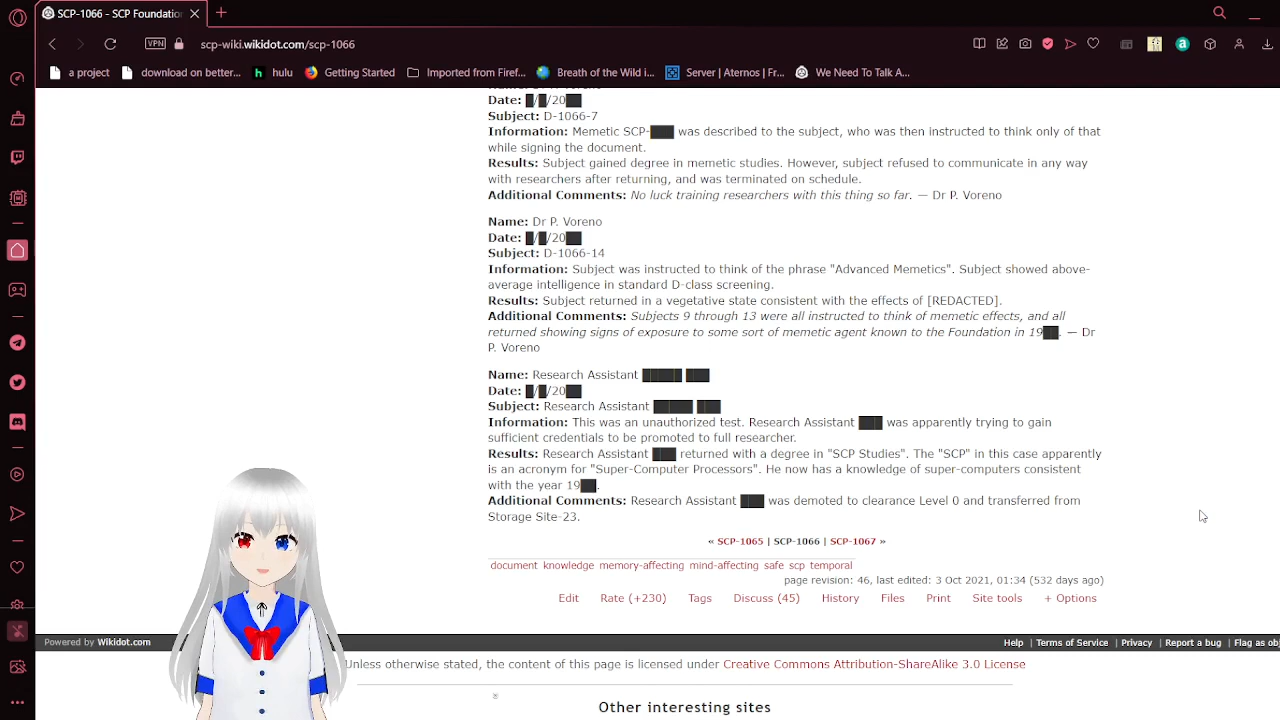 SCP-1066 - SCP Foundatio
VPN
scp-wiki.wikidot.com/scp-1066
a project
download on better...
hulu
Getting Started
Imported from Firef...
Breath of the Wild i...
Server | Aternos | Fr...
We Need To Talk A...
Date: █/█/20██
Subject: D-1066-7
Information: Memetic SCP-███ was described to the subject, who was then instructed to think only of that
while signing the document.
Results: Subject gained degree in memetic studies. However, subject refused to communicate in any way
with researchers after returning, and was terminated on schedule.
Additional Comments: No luck training researchers with this thing so far. — Dr P. Voreno
Name: Dr P. Voreno
Date: █/█/20██
Subject: D-1066-14
Information: Subject was instructed to think of the phrase "Advanced Memetics". Subject showed above-
average intelligence in standard D-class screening.
Results: Subject returned in a vegetative state consistent with the effects of [REDACTED].
Additional Comments: Subjects 9 through 13 were all instructed to think of memetic effects, and all
returned showing signs of exposure to some sort of memetic agent known to the Foundation in 19██. — Dr
P. Voreno
Name: Research Assistant █████ ███
Date: █/█/20██
Subject: Research Assistant █████ ███
Information: This was an unauthorized test. Research Assistant ███ was apparently trying to gain
sufficient credentials to be promoted to full researcher.
Results: Research Assistant ███ returned with a degree in "SCP Studies". The "SCP" in this case apparently
is an acronym for "Super-Computer Processors". He now has a knowledge of super-computers consistent
with the year 19██.
Additional Comments: Research Assistant ███ was demoted to clearance Level 0 and transferred from
Storage Site-23.
« SCP-1065 | SCP-1066 | SCP-1067 »
document knowledge memory-affecting mind-affecting safe scp temporal
page revision: 46, last edited: 3 Oct 2021, 01:34 (532 days ago)
Edit Rate (+230) Tags Discuss (45) History Files Print Site tools + Options
Powered by Wikidot.com
Help | Terms of Service | Privacy | Report a bug | Flag as obj
Unless otherwise stated, the content of this page is licensed under Creative Commons Attribution-ShareAlike 3.0 License
Other interesting sites